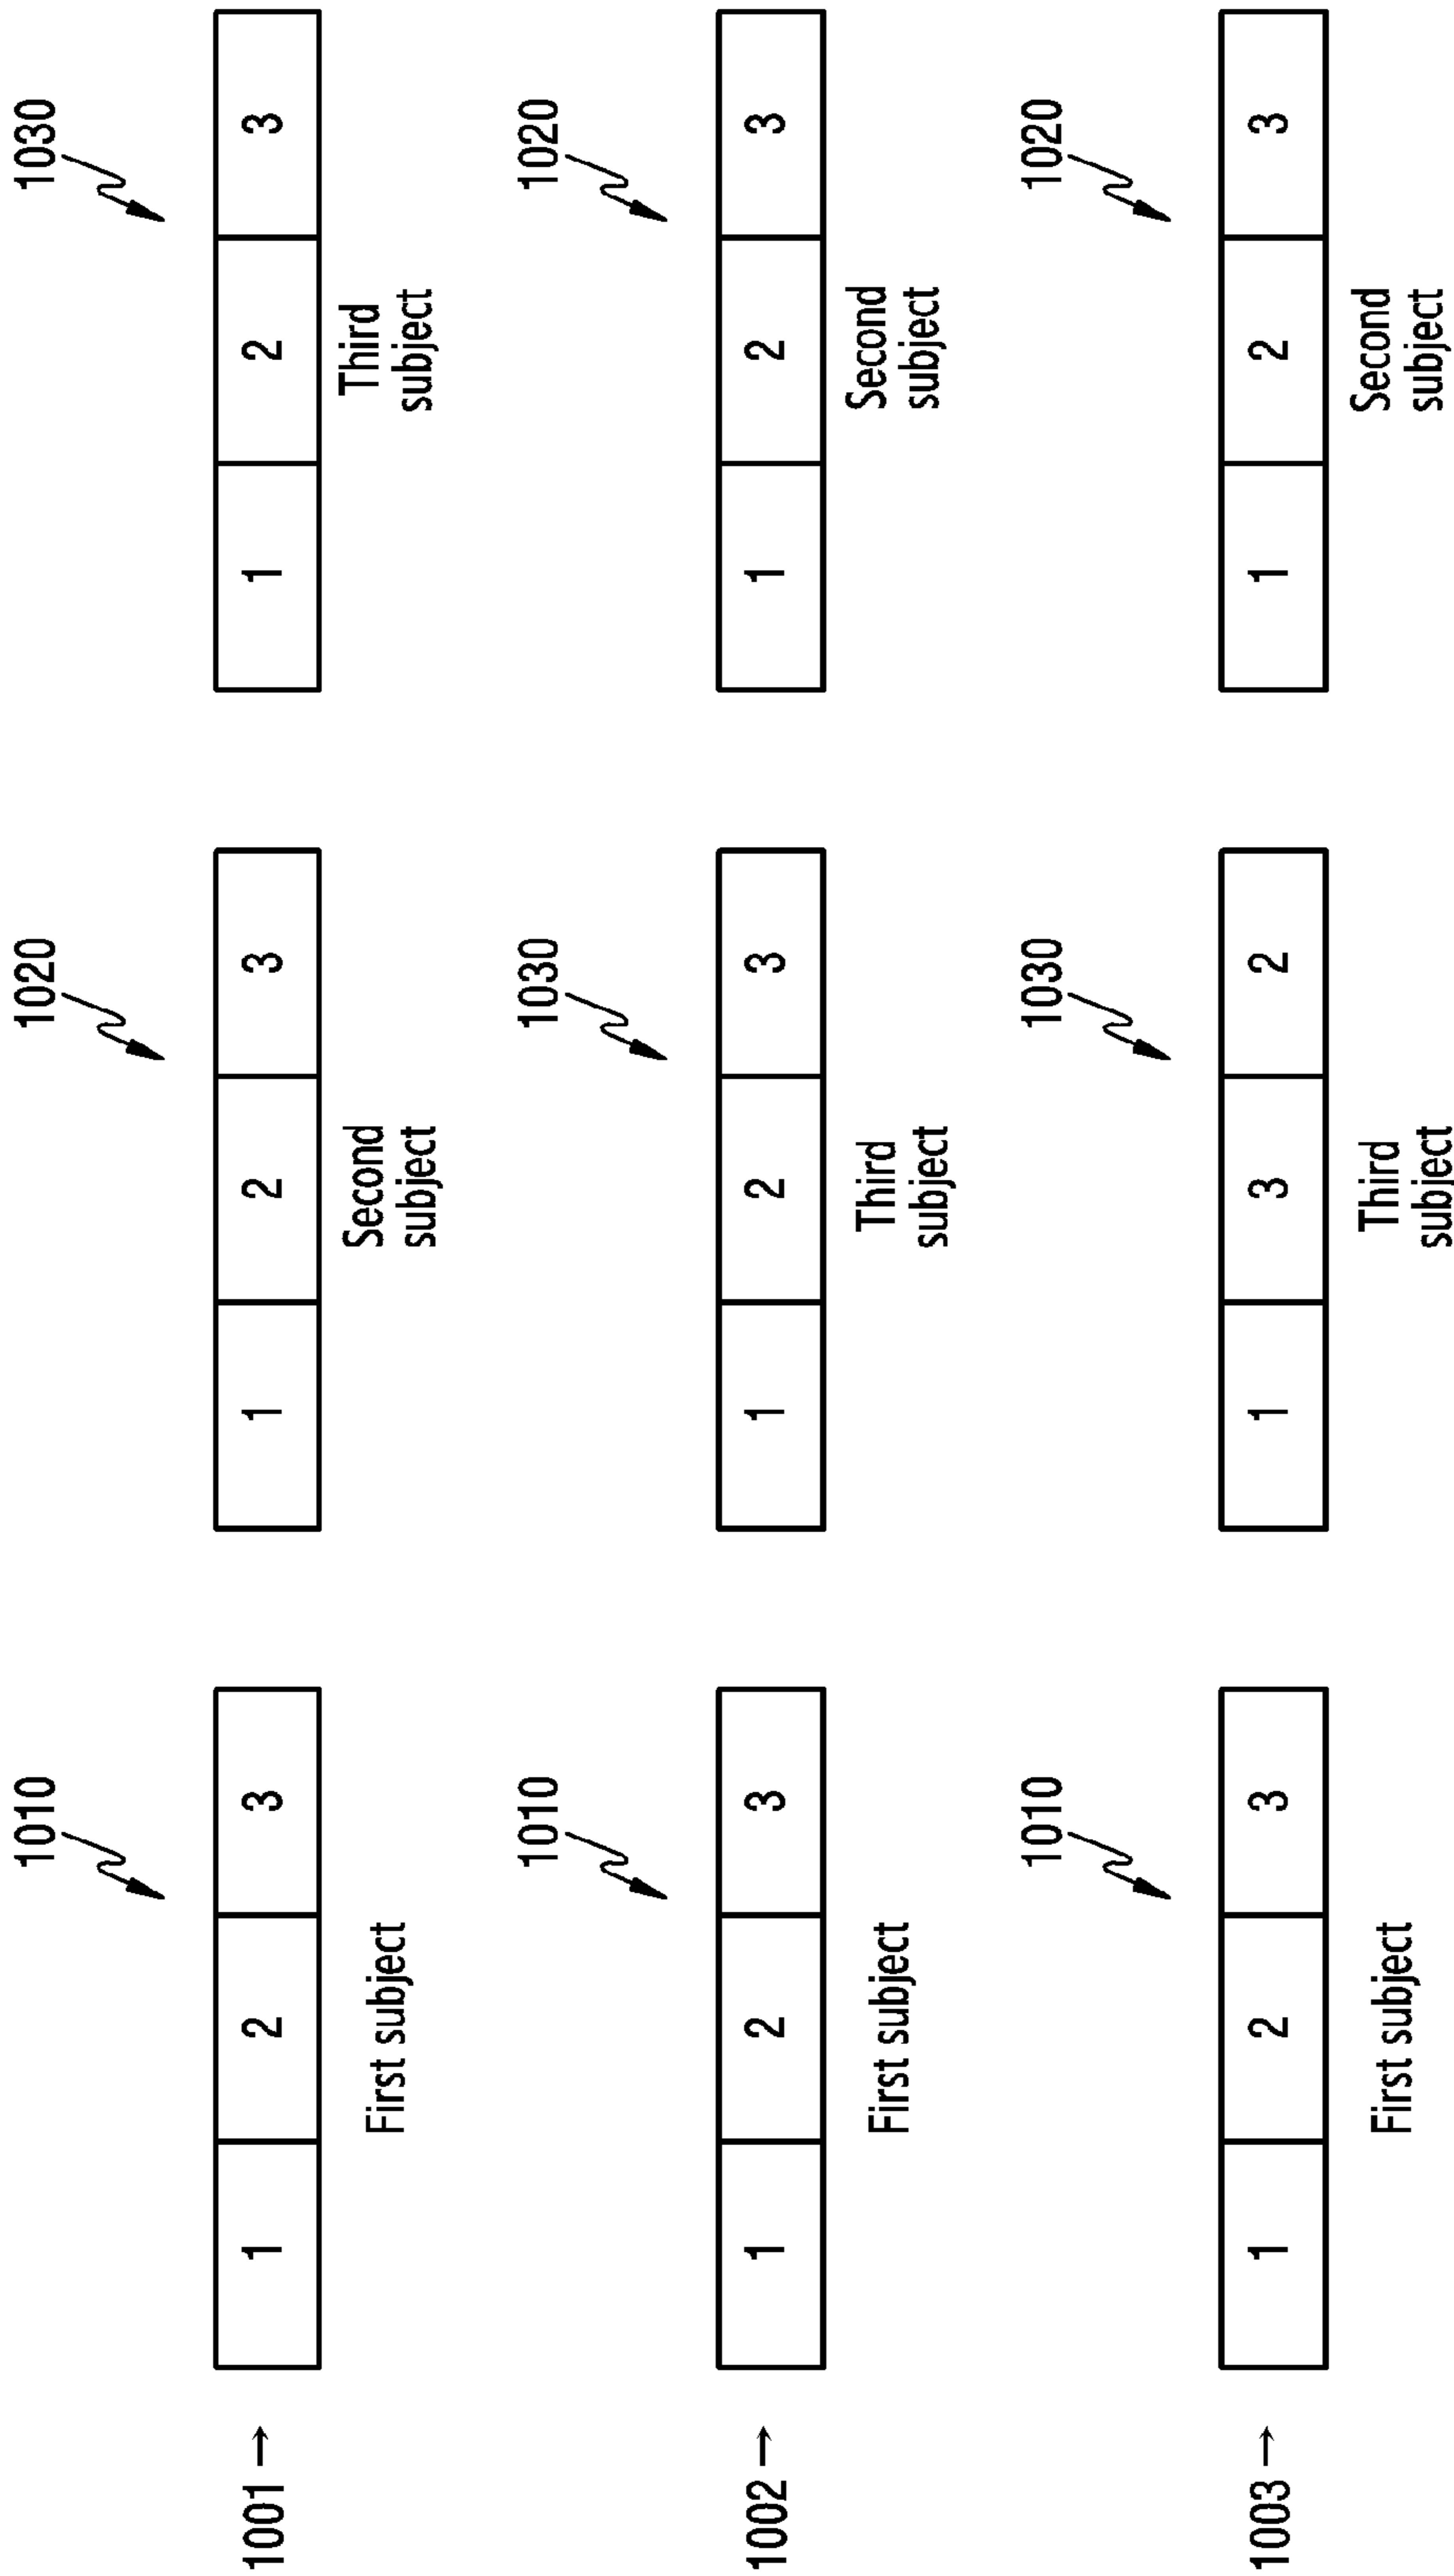 1010
1020
1030
1001 →
1 2 3
1 2 3
1 2 3
First subject
Second
subject
Third
subject
1010
1030
1020
1002 →
1 2 3
1 2 3
1 2 3
First subject
Third
subject
Second
subject
1010
1030
1020
1003 →
1 2 3
1 3 2
1 2 3
First subject
Third
subject
Second
subject